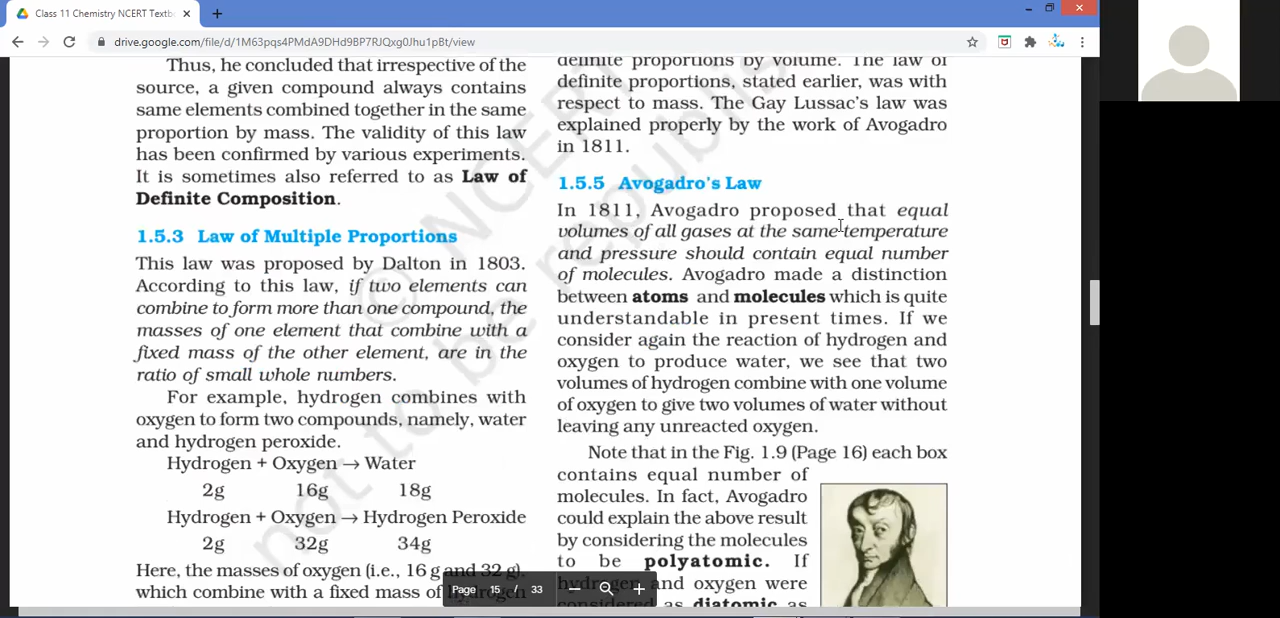 Class 11 Chemistry NCERT Textb
drive.google.com/file/d/1M63pqs4PMdA9DHd9BP7RJQxg0Jhu1pBt/view
Thus, he concluded that irrespective of the
source, a given compound always contains
same elements combined together in the same
proportion by mass. The validity of this law
has been confirmed by various experiments.
It is sometimes also referred to as Law of
Definite Composition.
1.5.3 Law of Multiple Proportions
This law was proposed by Dalton in 1803.
According to this law, if two elements can
combine to form more than one compound, the
masses of one element that combine with a
fixed mass of the other element, are in the
ratio of small whole numbers.
For example, hydrogen combines with
oxygen to form two compounds, namely, water
and hydrogen peroxide.
Hydrogen + Oxygen → Water
2g 16g 18g
Hydrogen + Oxygen → Hydrogen Peroxide
2g 32g 34g
Here, the masses of oxygen (i.e., 16 g and 32 g),
which combine with a fixed mass of hydrogen
definite proportions by volume. The law of
definite proportions, stated earlier, was with
respect to mass. The Gay Lussac's law was
explained properly by the work of Avogadro
in 1811.
1.5.5 Avogadro's Law
In 1811, Avogadro proposed that equal
volumes of all gases at the same temperature
and pressure should contain equal number
of molecules. Avogadro made a distinction
between atoms and molecules which is quite
understandable in present times. If we
consider again the reaction of hydrogen and
oxygen to produce water, we see that two
volumes of hydrogen combine with one volume
of oxygen to give two volumes of water without
leaving any unreacted oxygen.
Note that in the Fig. 1.9 (Page 16) each box
contains equal number of
molecules. In fact, Avogadro
could explain the above result
by considering the molecules
to be polyatomic. If
hydrogen and oxygen were
considered as diatomic as
© NCERT
not to be republis
Page 15 / 33